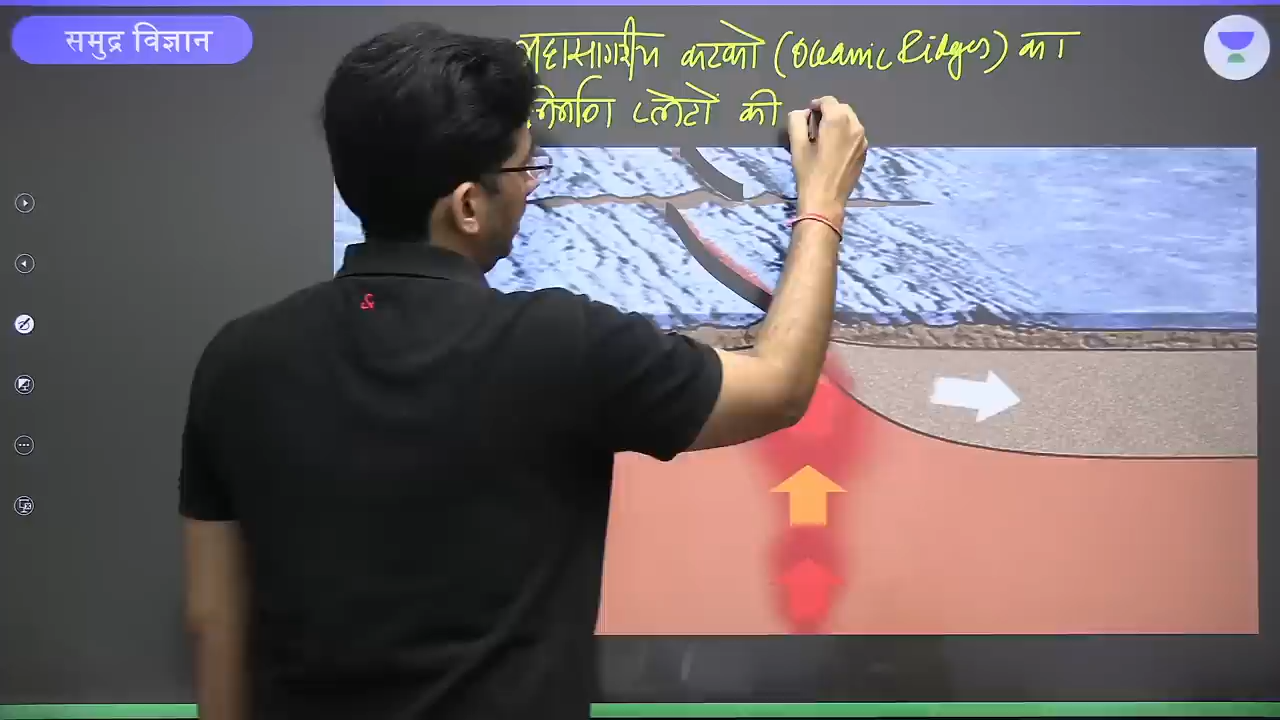 समुद्र विज्ञान
महासागरीय कटको (Oceanic Ridges) का
निर्माण प्लेटों की